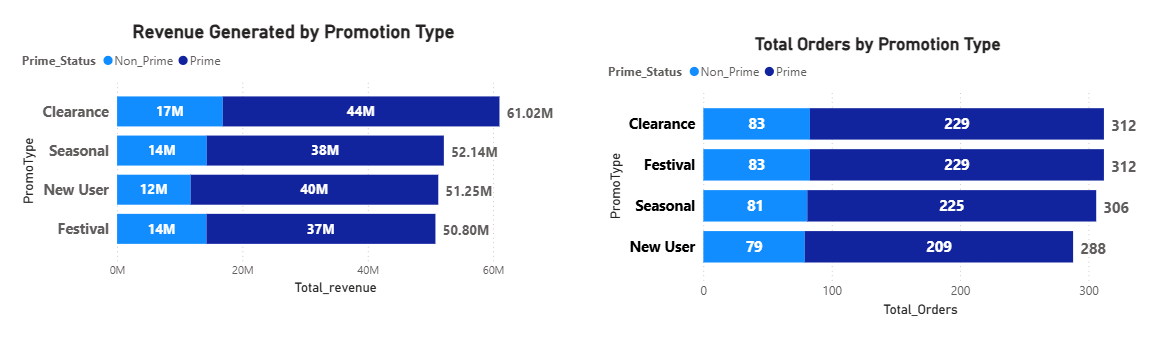 Revenue Generated by Promotion Type
Prime_Status Non_Prime Prime
PromoType
Clearance 17M 44M 61.02M
Seasonal 14M 38M 52.14M
New User 12M 40M 51.25M
Festival 14M 37M 50.80M
0M 20M 40M 60M
Total_revenue
Total Orders by Promotion Type
Prime_Status Non_Prime Prime
PromoType
Clearance 83 229 312
Festival 83 229 312
Seasonal 81 225 306
New User 79 209 288
0 100 200 300
Total_Orders